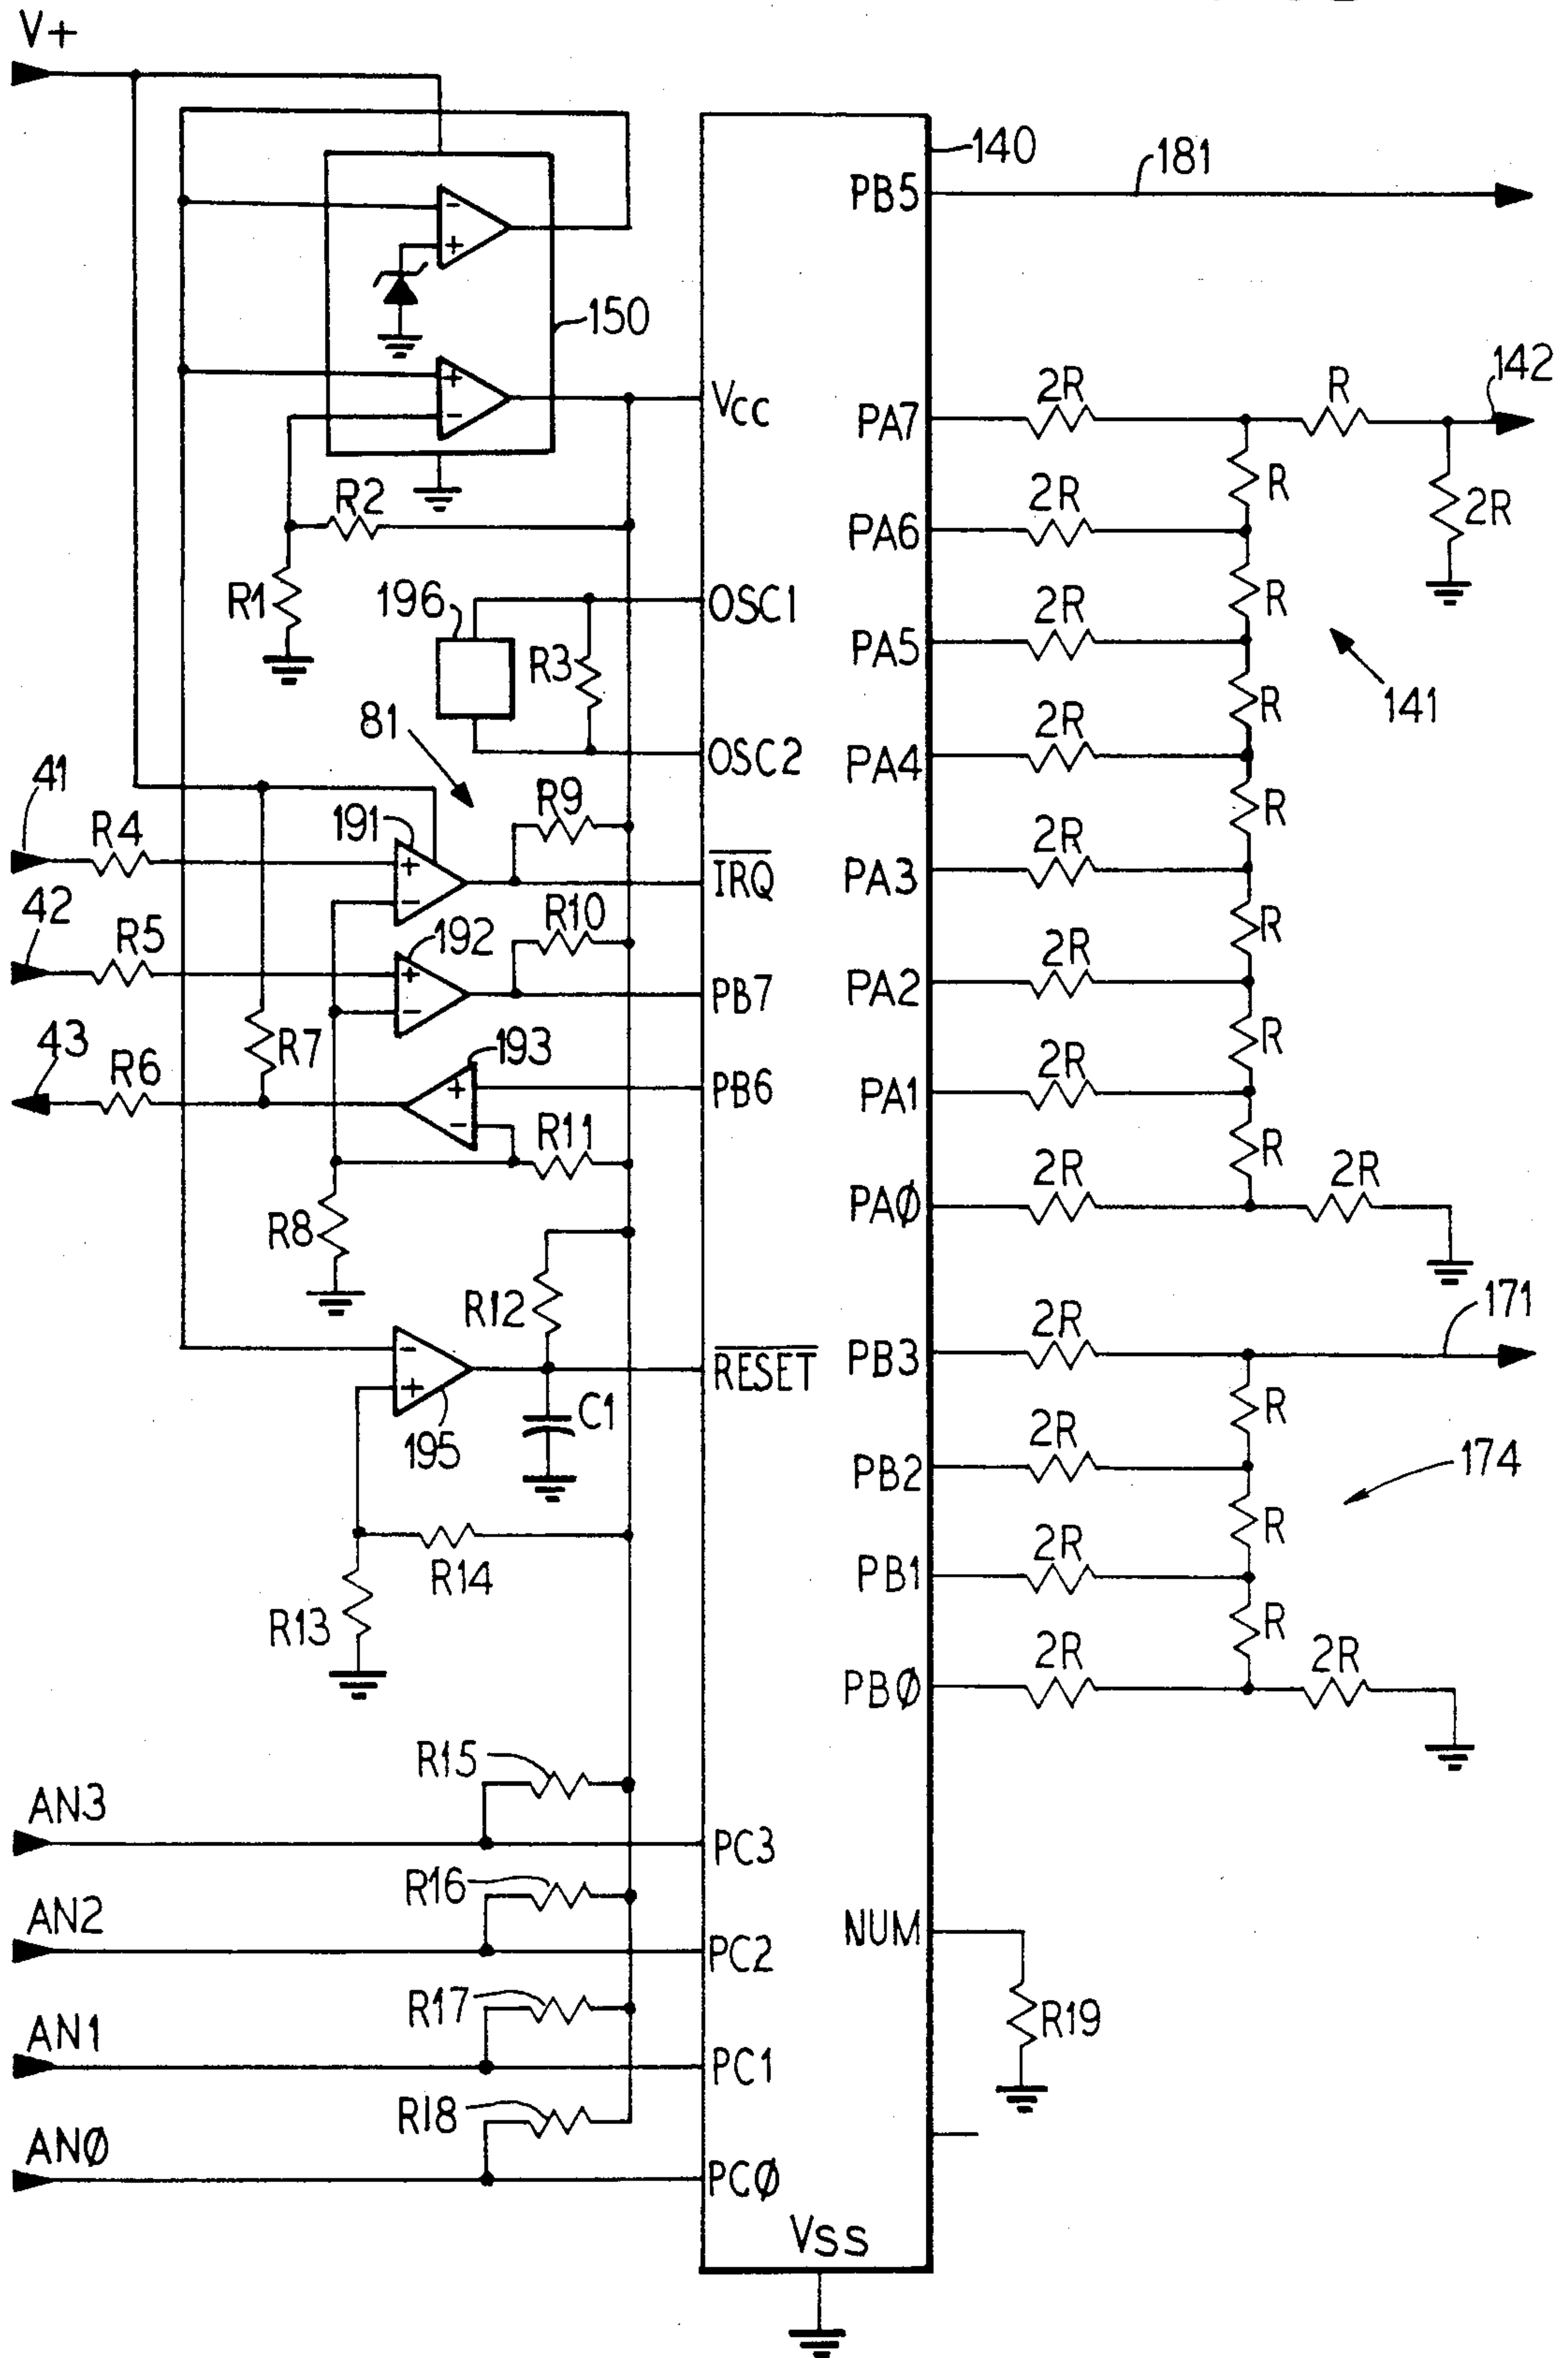 V+
140
PB5
181
150
VCC
PA7
2R
R
142
R2
R
2R
PA6
2R
R1
196
OSC1
R3
R
PA5
2R
141
81
OSC2
R
PA4
2R
41
R4
191
R9
R
IRQ
PA3
2R
42
R5
192
R10
R
PB7
PA2
2R
43
R6
R7
193
R
PB6
PA1
2R
R11
R
R8
PAØ
2R
2R
R12
171
RESET
PB3
2R
C1
R
195
PB2
2R
174
R14
R
PB1
2R
R13
R
PBØ
2R
2R
R15
AN3
PC3
R16
AN2
NUM
PC2
R17
R19
AN1
PC1
R18
ANØ
PCØ
VSS